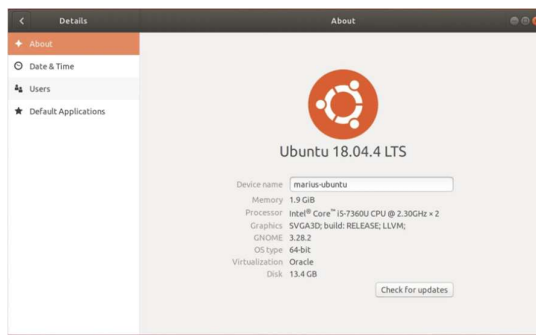 Details
About
About
Date & Time
Users
Default Applications
Ubuntu 18.04.4 LTS
Device name marius-ubuntu
Memory 1.9 GiB
Processor Intel® Core™ i5-7360U CPU @ 2.30GHz × 2
Graphics SVGA3D; build: RELEASE; LLVM;
GNOME 3.28.2
OS type 64-bit
Virtualization Oracle
Disk 13.4 GB
Check for updates